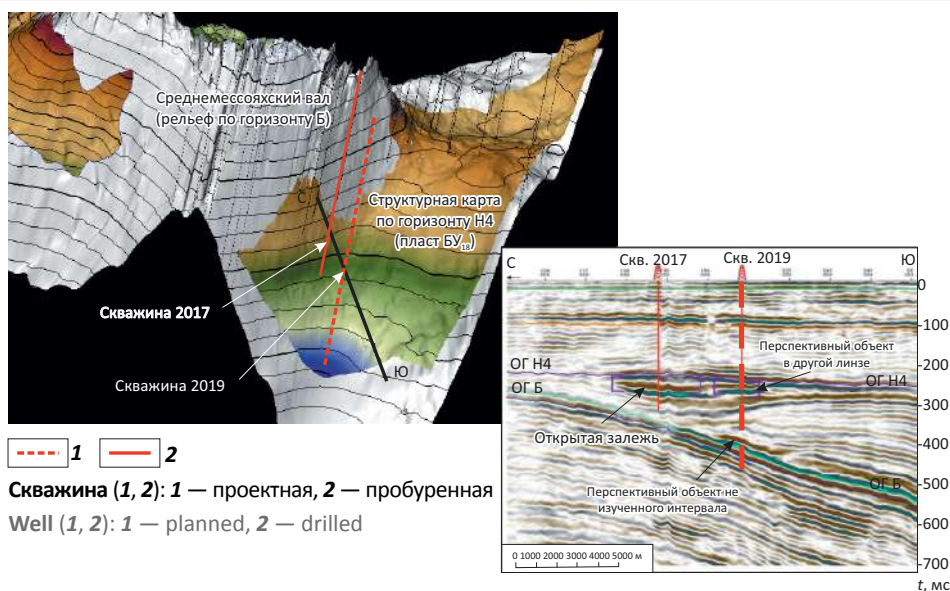 Среднемессояхский вал
(рельеф по горизонту Б)
Структурная карта
по горизонту Н4
(пласт БУ₁₈)
С
Скважина 2017
Скважина 2019
Ю
С
Скв. 2017
Скв. 2019
Ю
0
-100
-200
-300
-400
-500
-600
-700
t, мс
Перспективный объект
в другой линзе
ОГ Н4
ОГ Н4
ОГ Б
Открытая залежь
ОГ Б
Перспективный объект не
изученного интервала
0 1000 2000 3000 4000 5000 м
1 2
Скважина (1, 2): 1 — проектная, 2 — пробуренная
Well (1, 2): 1 — planned, 2 — drilled